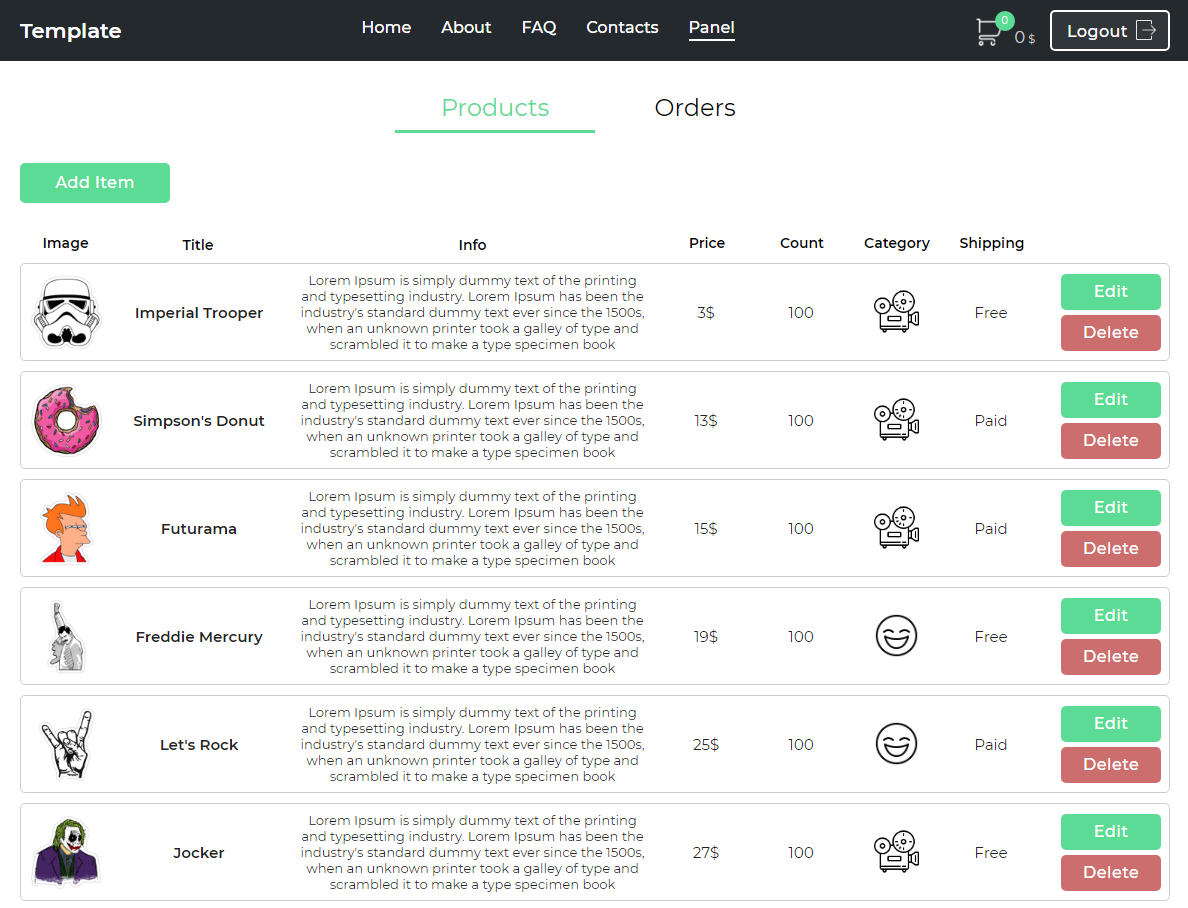 Template
Home About FAQ Contacts Panel
0
0 $
Logout
Products Orders
Add Item
Image Title Info Price Count Category Shipping
Imperial Trooper
Lorem Ipsum is simply dummy text of the printing
and typesetting industry. Lorem Ipsum has been the
industry's standard dummy text ever since the 1500s,
when an unknown printer took a galley of type and
scrambled it to make a type specimen book
3$ 100 Free
Edit
Delete
Simpson's Donut
Lorem Ipsum is simply dummy text of the printing
and typesetting industry. Lorem Ipsum has been the
industry's standard dummy text ever since the 1500s,
when an unknown printer took a galley of type and
scrambled it to make a type specimen book
13$ 100 Paid
Edit
Delete
Futurama
Lorem Ipsum is simply dummy text of the printing
and typesetting industry. Lorem Ipsum has been the
industry's standard dummy text ever since the 1500s,
when an unknown printer took a galley of type and
scrambled it to make a type specimen book
15$ 100 Paid
Edit
Delete
Freddie Mercury
Lorem Ipsum is simply dummy text of the printing
and typesetting industry. Lorem Ipsum has been the
industry's standard dummy text ever since the 1500s,
when an unknown printer took a galley of type and
scrambled it to make a type specimen book
19$ 100 Free
Edit
Delete
Let's Rock
Lorem Ipsum is simply dummy text of the printing
and typesetting industry. Lorem Ipsum has been the
industry's standard dummy text ever since the 1500s,
when an unknown printer took a galley of type and
scrambled it to make a type specimen book
25$ 100 Paid
Edit
Delete
Jocker
Lorem Ipsum is simply dummy text of the printing
and typesetting industry. Lorem Ipsum has been the
industry's standard dummy text ever since the 1500s,
when an unknown printer took a galley of type and
scrambled it to make a type specimen book
27$ 100 Free
Edit
Delete